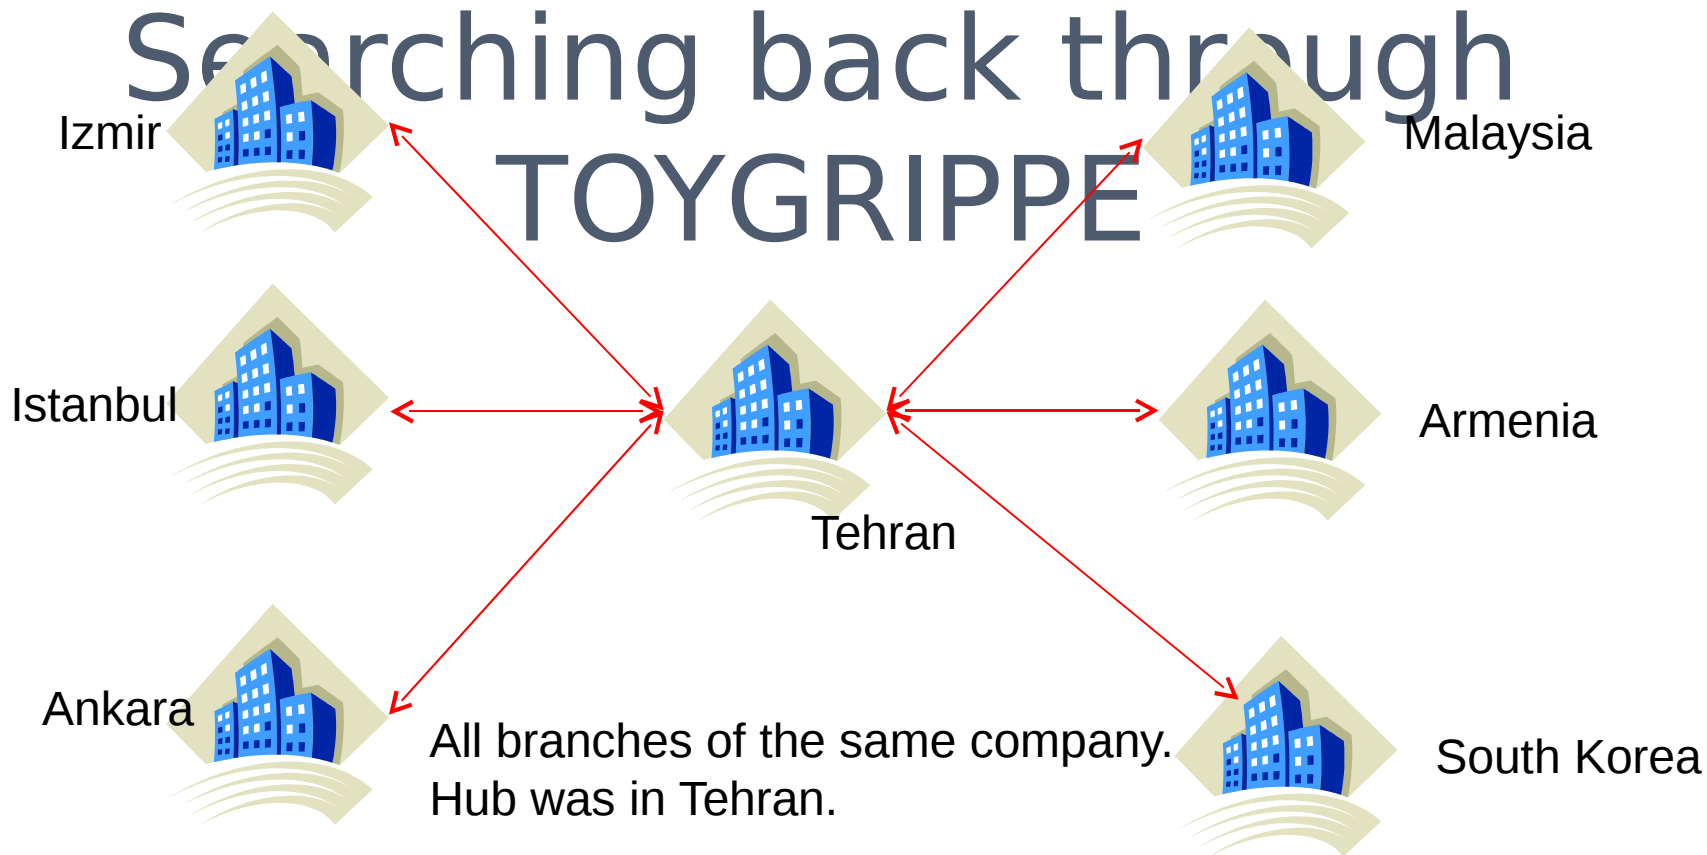 Searching back through
TOYGRIPPE
Izmir
Malaysia
Istanbul
Armenia
Tehran
Ankara
All branches of the same company.
Hub was in Tehran.
South Korea